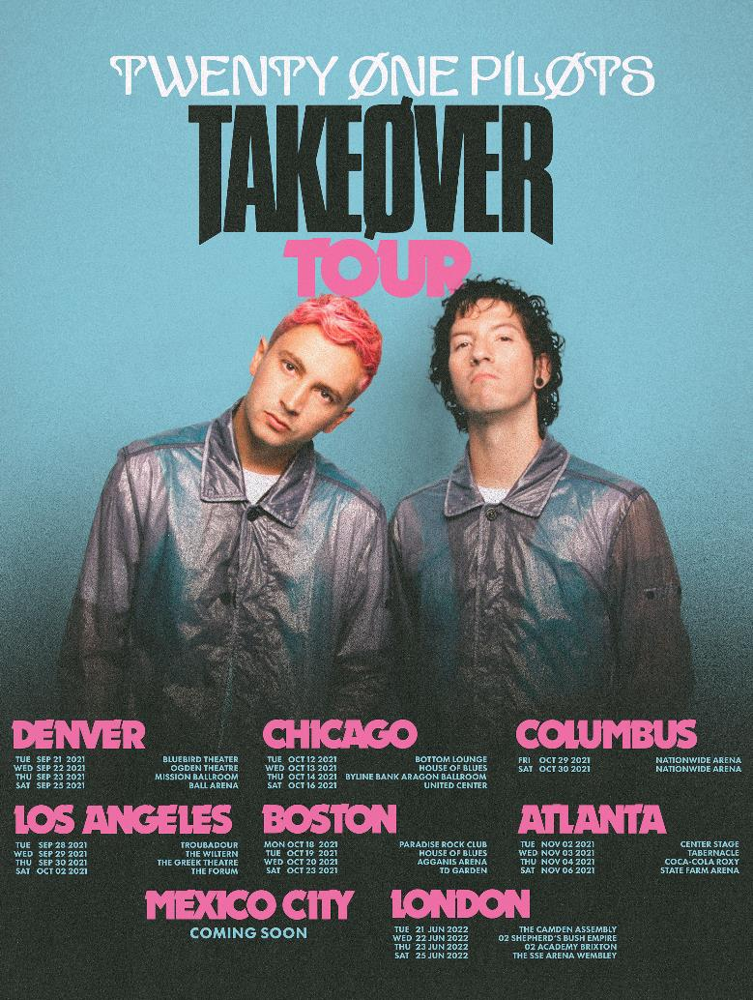 TWENTY ØNE PILØTS
TAKEØVER
TOUR
DENVER
TUE SEP 21 2021 BLUEBIRD THEATER
WED SEP 22 2021 OGDEN THEATRE
THU SEP 23 2021 MISSION BALLROOM
SAT SEP 25 2021 BALL ARENA
CHICAGO
TUE OCT 12 2021 BOTTOM LOUNGE
WED OCT 13 2021 HOUSE OF BLUES
THU OCT 14 2021 BYLINE BANK ARAGON BALLROOM
SAT OCT 16 2021 UNITED CENTER
COLUMBUS
FRI OCT 29 2021 NATIONWIDE ARENA
SAT OCT 30 2021 NATIONWIDE ARENA
LOS ANGELES
TUE SEP 28 2021 TROUBADOUR
WED SEP 29 2021 THE WILTERN
THU SEP 30 2021 THE GREEK THEATRE
SAT OCT 02 2021 THE FORUM
BOSTON
MON OCT 18 2021 PARADISE ROCK CLUB
TUE OCT 19 2021 HOUSE OF BLUES
WED OCT 20 2021 AGGANIS ARENA
SAT OCT 23 2021 TD GARDEN
ATLANTA
TUE NOV 02 2021 CENTER STAGE
WED NOV 03 2021 TABERNACLE
THU NOV 04 2021 COCA-COLA ROXY
SAT NOV 06 2021 STATE FARM ARENA
MEXICO CITY
COMING SOON
LONDON
TUE 21 JUN 2022 THE CAMDEN ASSEMBLY
WED 22 JUN 2022 02 SHEPHERD'S BUSH EMPIRE
THU 23 JUN 2022 02 ACADEMY BRIXTON
SAT 25 JUN 2022 THE SSE ARENA WEMBLEY